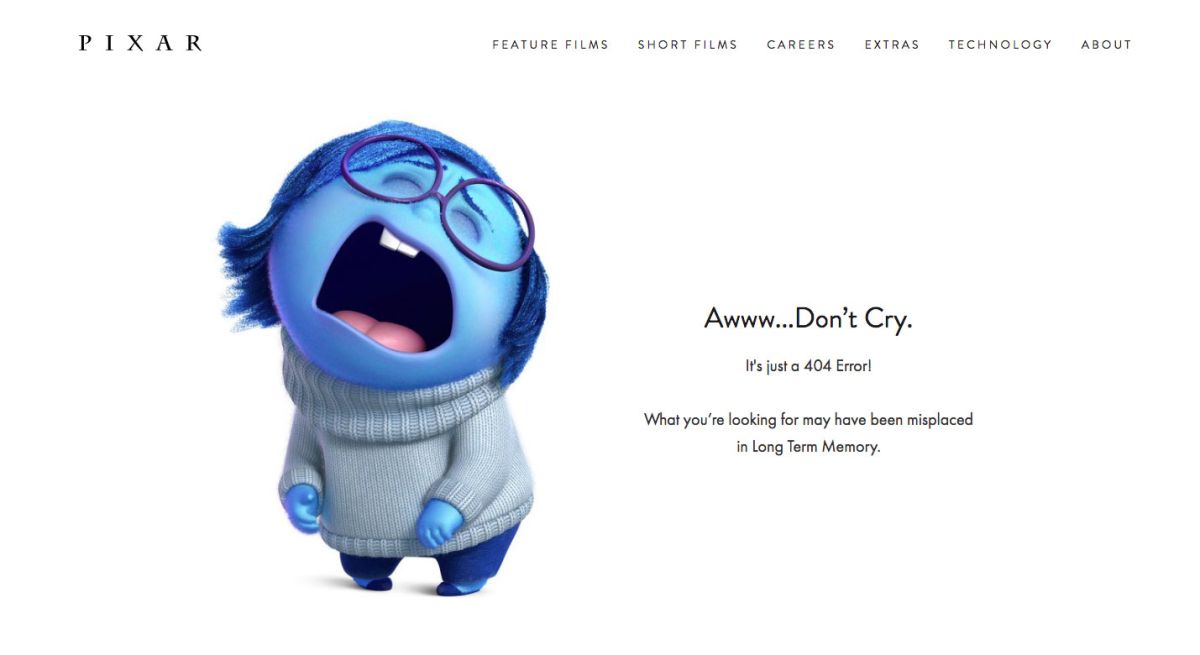 PIXAR
FEATURE FILMS SHORT FILMS CAREERS EXTRAS TECHNOLOGY ABOUT
Awww...Don’t Cry.
It's just a 404 Error!
What you’re looking for may have been misplaced
in Long Term Memory.